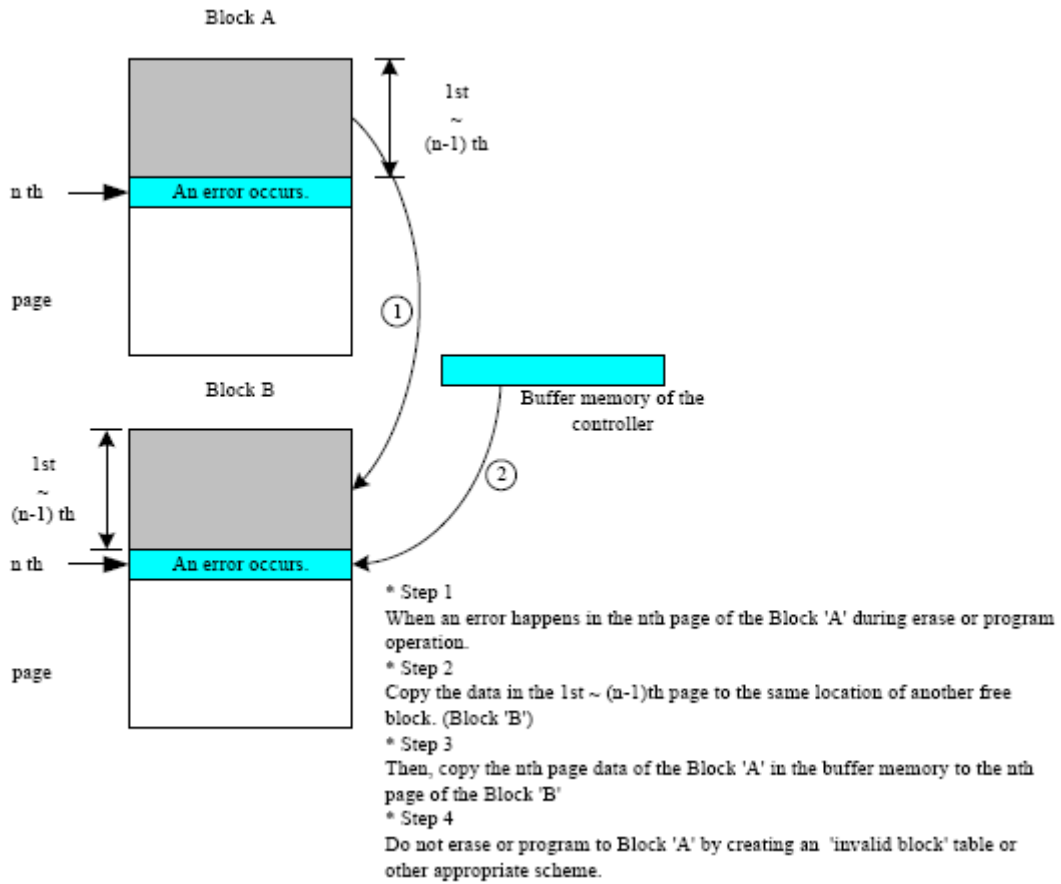 Block A
1st
~
(n-1) th
n th
An error occurs.
page
1
Block B
Buffer memory of the
controller
1st
~
(n-1) th
2
n th
An error occurs.
page
* Step 1
When an error happens in the nth page of the Block 'A' during erase or program
operation.
* Step 2
Copy the data in the 1st ~ (n-1)th page to the same location of another free
block. (Block 'B')
* Step 3
Then, copy the nth page data of the Block 'A' in the buffer memory to the nth
page of the Block 'B'
* Step 4
Do not erase or program to Block 'A' by creating an 'invalid block' table or
other appropriate scheme.